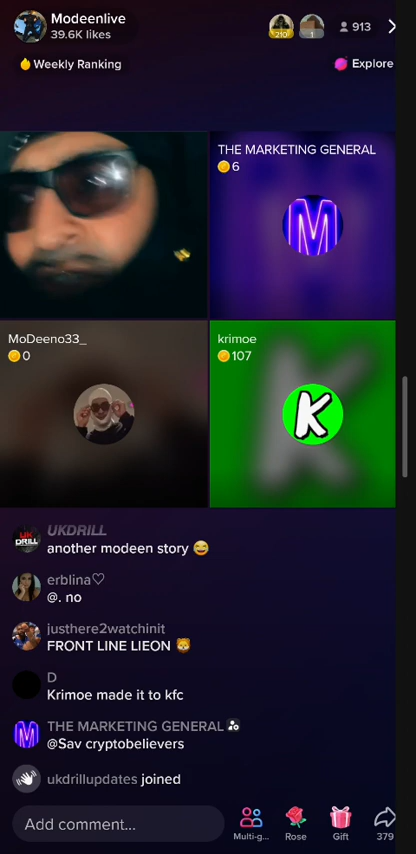 Modeenlive
39.6K likes
210
1
913
Weekly Ranking
Explore
THE MARKETING GENERAL
6
M
MoDeeno33_
0
krimoe
107
K
UK DRILL
UKDRILL
another modeen story 😂
erblina♡
@. no
justhere2watchinit
FRONT LINE LIEON 🦁
D
Krimoe made it to kfc
M
THE MARKETING GENERAL
@Sav cryptobelievers
ukdrillupdates joined
Add comment...
Multi-g...
Rose
Gift
379